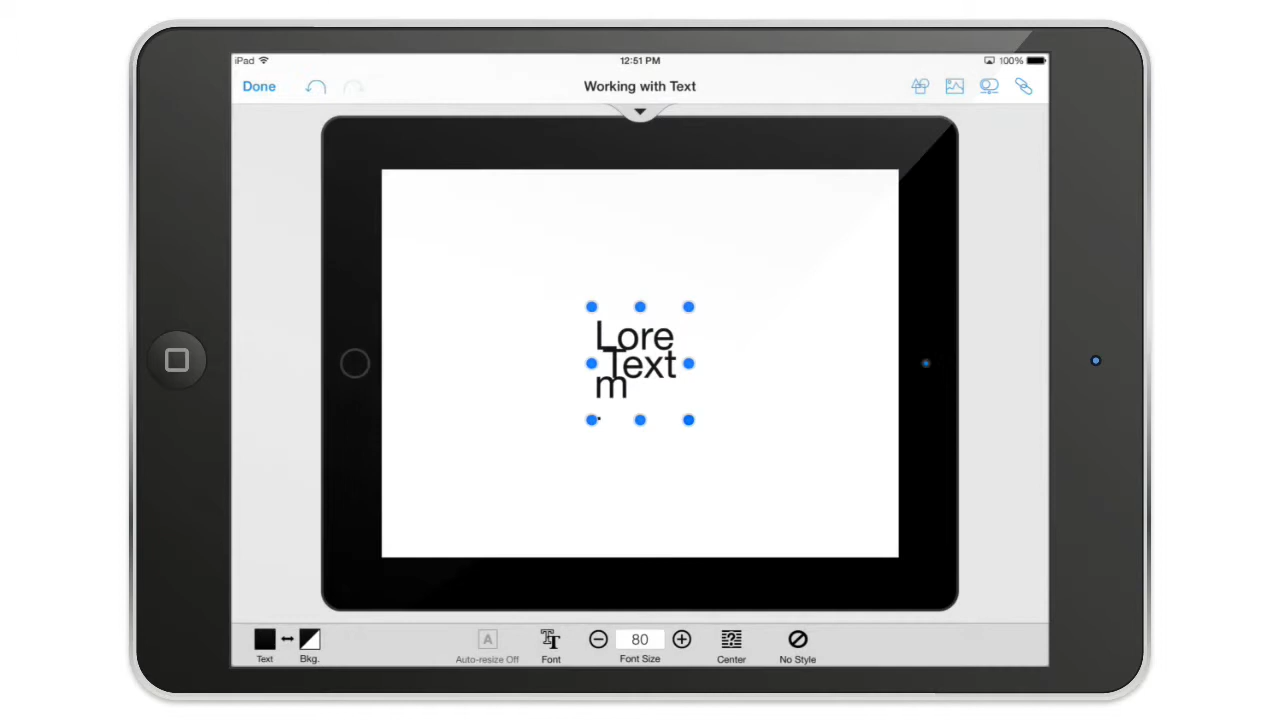 iPad 12:51 PM 100%
Done Working with Text
Lore
Text
m
.
80
Text Bkg. Auto-resize Off Font Font Size Center No Style